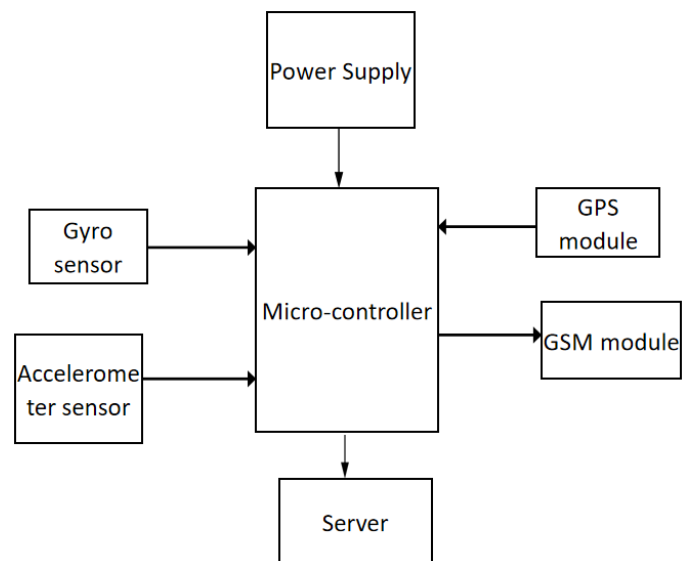 Power Supply
Gyro
sensor
GPS
module
Micro-controller
GSM module
Accelerome
ter sensor
Server